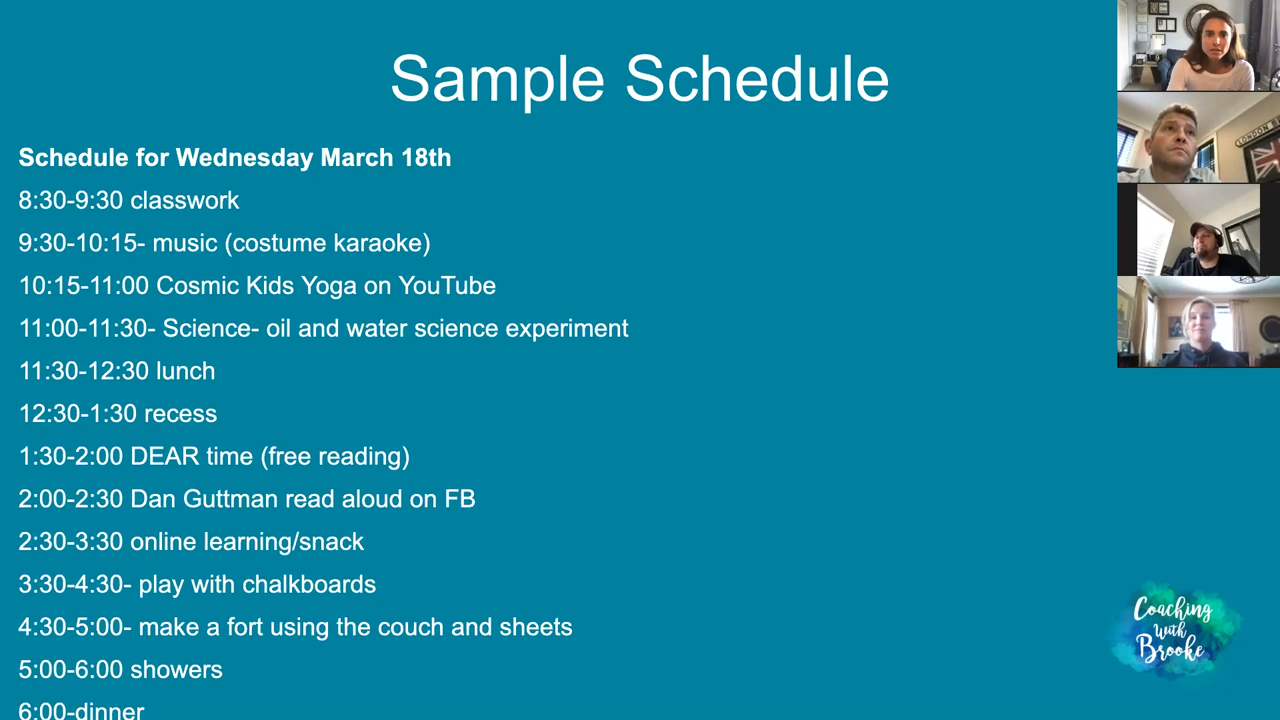 Sample Schedule
Schedule for Wednesday March 18th
8:30-9:30 classwork
9:30-10:15- music (costume karaoke)
10:15-11:00 Cosmic Kids Yoga on YouTube
11:00-11:30- Science- oil and water science experiment
11:30-12:30 lunch
12:30-1:30 recess
1:30-2:00 DEAR time (free reading)
2:00-2:30 Dan Guttman read aloud on FB
2:30-3:30 online learning/snack
3:30-4:30- play with chalkboards
4:30-5:00- make a fort using the couch and sheets
5:00-6:00 showers
6:00-dinner
LONDON
Coaching
With
Brooke